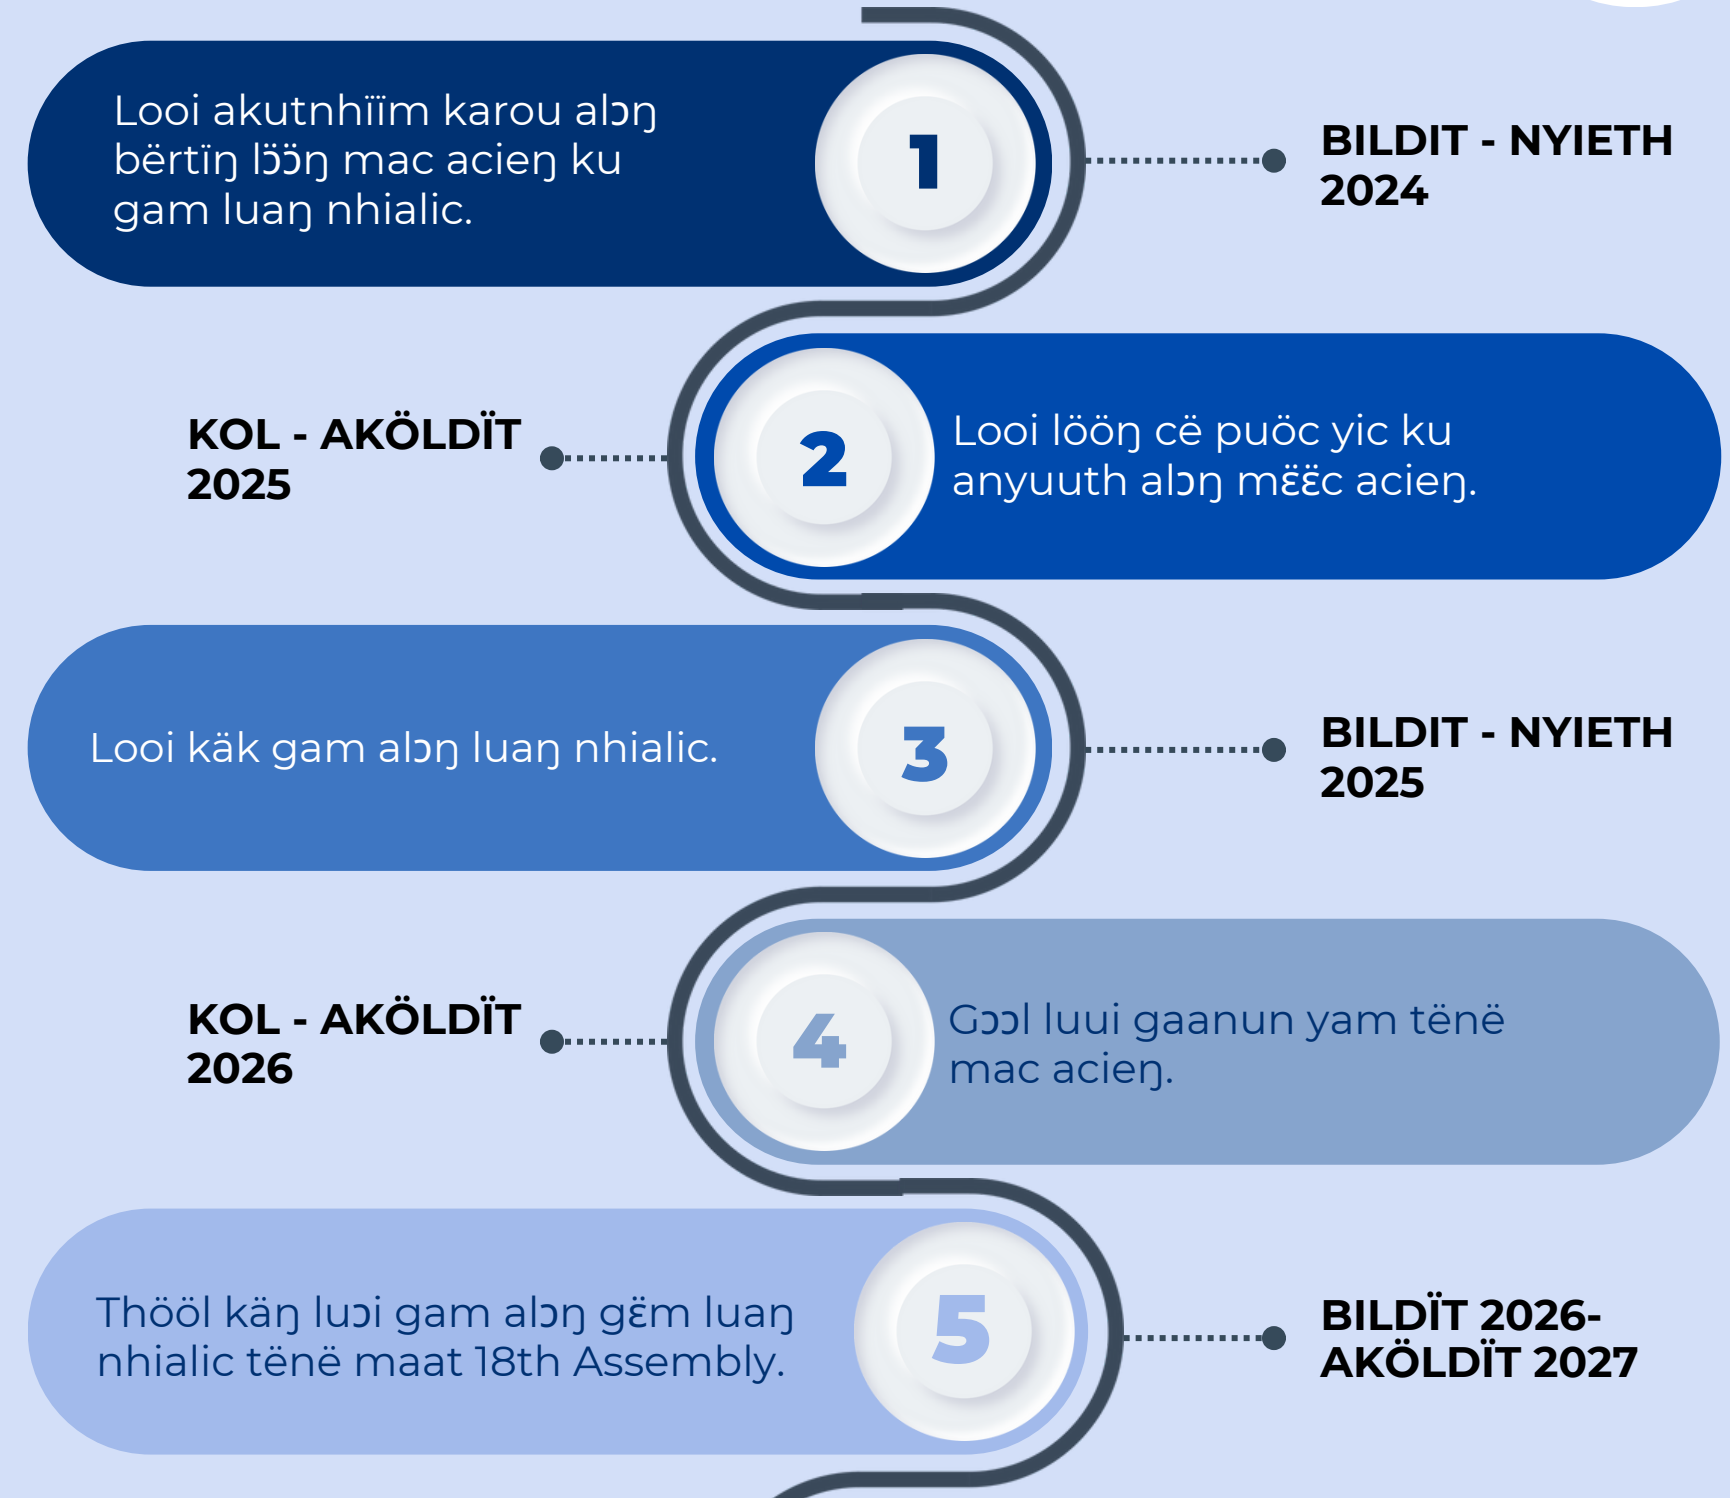 Looi akutnhïïm karou alɔŋ
bërtïŋ lɔ̈ɔ̈ŋ mac acieŋ ku
gam luaŋ nhialic.
1
BILDIT - NYIETH
2024
KOL - AKÖLDÏT
2025
2
Looi lööŋ cë puöc yic ku
anyuuth alɔŋ mɛ̈ɛ̈c acieŋ.
Looi käk gam alɔŋ luaŋ nhialic.
3
BILDIT - NYIETH
2025
KOL - AKÖLDÏT
2026
4
Gɔɔl luui gaanun yam tënë
mac acieŋ.
Thööl käŋ luɔi gam alɔŋ gɛ̈m luaŋ
nhialic tënë maat 18th Assembly.
5
BILDÏT 2026-
AKÖLDÏT 2027